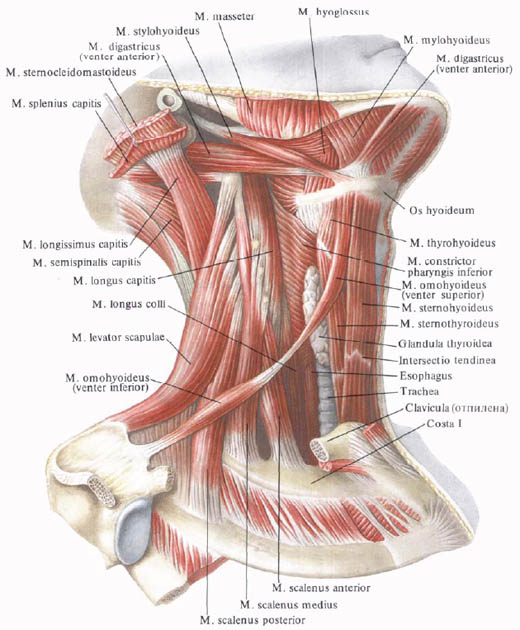 M. masseter
M. hyoglossus
M. stylohyoideus
M. mylohyoideus
M. digastricus
(venter anterior)
M. digastricus
(venter anterior)
M. sternocleidomastoideus
M. splenius capitis
Os hyoideum
M. longissimus capitis
M. thyrohyoideus
M. semispinalis capitis
M. constrictor
pharyngis inferior
M. longus capitis
M. omohyoideus
(venter superior)
M. longus colli
M. sternohyoideus
M. sternothyroideus
M. levator scapulae
Glandula thyroidea
Intersectio tendinea
M. omohyoideus
(venter inferior)
Esophagus
Trachea
Clavicula (отпилена)
Costa I
M. scalenus anterior
M. scalenus medius
M. scalenus posterior